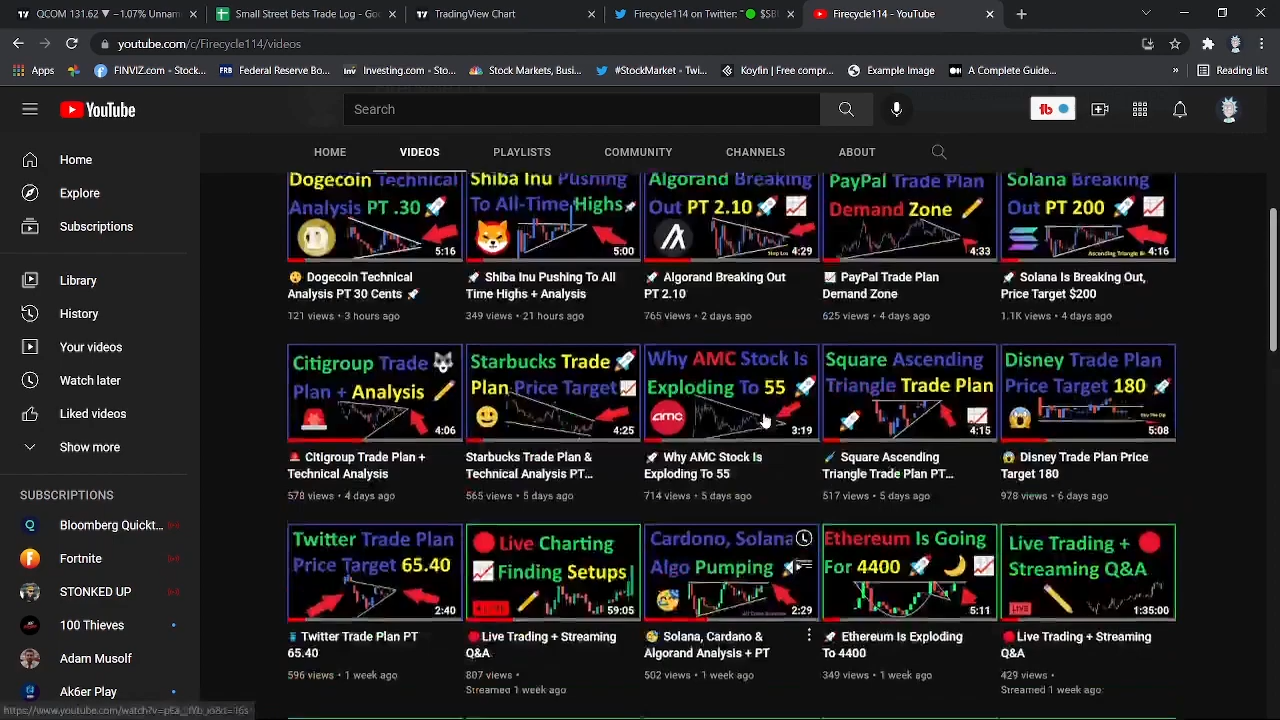 QCOM 131.62 ▼ −1.07% Unnam
Small Street Bets Trade Log - Goo
TradingView Chart
Firecycle114 on Twitter: "🟢 $SBU
Firecycle114 - YouTube
youtube.com/c/Firecycle114/videos
Apps
FINVIZ.com - Stock...
Federal Reserve Bo...
Investing.com - Sto...
Stock Markets, Busi...
#StockMarket - Twi...
Koyfin | Free compr...
Example Image
A Complete Guide...
»
Reading list
YouTube
Search
HOME
VIDEOS
PLAYLISTS
COMMUNITY
CHANNELS
ABOUT
Home
Explore
Subscriptions
Library
History
Your videos
Watch later
Liked videos
Show more
SUBSCRIPTIONS
Bloomberg Quickt...
Fortnite
STONKED UP
100 Thieves
Adam Musolf
Akder Play
Dogecoin Technical
Analysis PT .30 🚀
5:16
😲 Dogecoin Technical
Analysis PT 30 Cents 🚀
121 views • 3 hours ago
Shiba Inu Pushing
To All-Time Highs 🚀
5:00
🚀 Shiba Inu Pushing To All
Time Highs + Analysis
349 views • 21 hours ago
Algorand Breaking
Out PT 2.10 🚀 📈
4:29
🚀 Algorand Breaking Out
PT 2.10
765 views • 2 days ago
PayPal Trade Plan
Demand Zone ✏️
4:33
📈 PayPal Trade Plan
Demand Zone
625 views • 4 days ago
Solana Breaking
Out PT 200 🚀 📈
4:16
🚀 Solana Is Breaking Out,
Price Target $200
1.1K views • 4 days ago
Citigroup Trade 🐺
Plan + Analysis ✏️
4:06
🚨 Citigroup Trade Plan +
Technical Analysis
578 views • 4 days ago
Starbucks Trade 🚀
Plan Price Target 📈
4:25
Starbucks Trade Plan &
Technical Analysis PT...
565 views • 5 days ago
Why AMC Stock Is
Exploding To 55 🚀
amc
3:19
🚀 Why AMC Stock Is
Exploding To 55
714 views • 5 days ago
Square Ascending
Triangle Trade Plan
4:15
Square Ascending
Triangle Trade Plan PT...
517 views • 5 days ago
Disney Trade Plan
Price Target 180 🚀
5:08
😱 Disney Trade Plan Price
Target 180
978 views • 6 days ago
Twitter Trade Plan
Price Target 65.40
2:40
Twitter Trade Plan PT
65.40
596 views • 1 week ago
🔴 Live Charting
📈 Finding Setups
59:05
🔴Live Trading + Streaming
Q&A
807 views •
Streamed 1 week ago
Cardono, Solana
Algo Pumping
2:29
🥳 Solana, Cardano &
Algorand Analysis + PT
502 views • 1 week ago
Ethereum Is Going
For 4400 🚀 🌙 📈
5:11
🚀 Ethereum Is Exploding
To 4400
349 views • 1 week ago
Live Trading + 🔴
Streaming Q&A
LIVE
1:35:00
🔴Live Trading + Streaming
Q&A
429 views •
Streamed 1 week ago